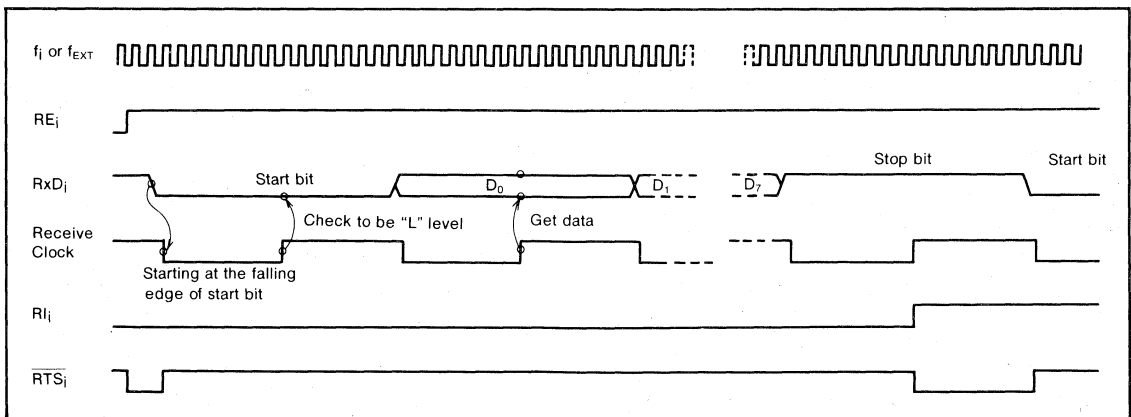 fi or fEXT
REi
RxDi
Start bit
D0
D1
D7
Stop bit
Start bit
Check to be “L” level
Get data
Receive
Clock
Starting at the falling
edge of start bit
RIi
RTSi